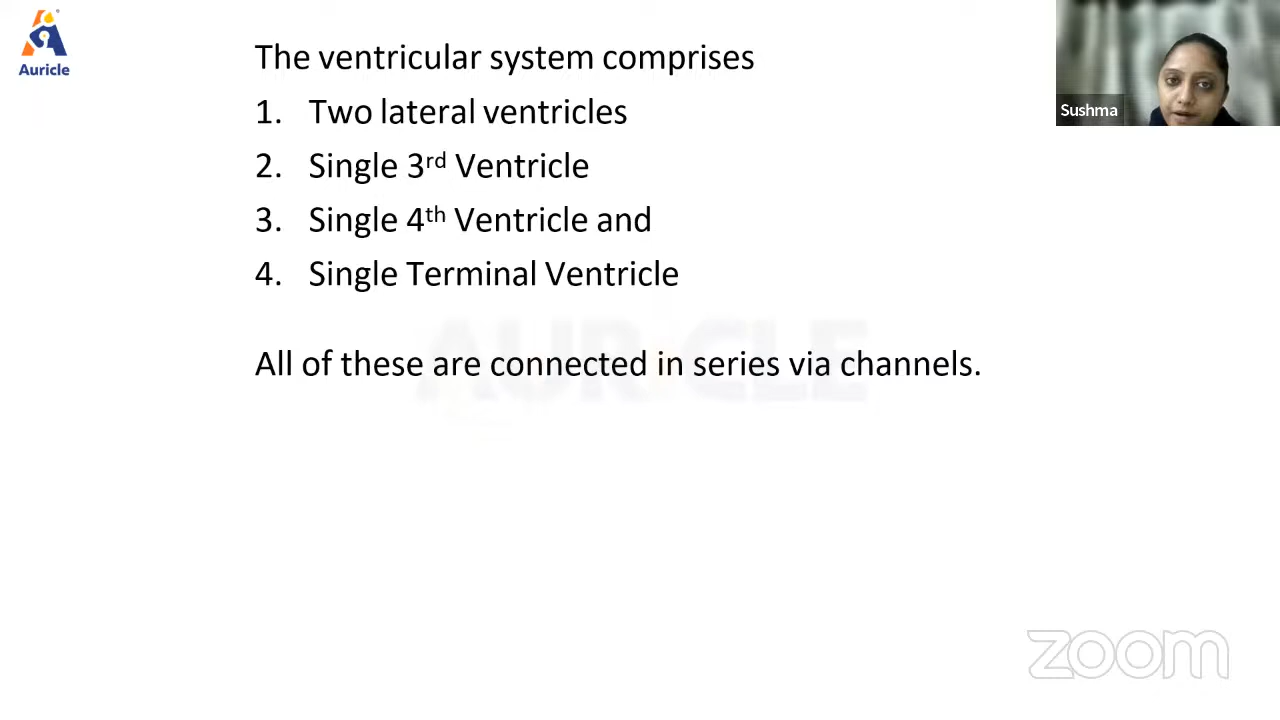 Auricle
The ventricular system comprises
1. Two lateral ventricles
2. Single 3rd Ventricle
3. Single 4th Ventricle and
4. Single Terminal Ventricle
AURICLE
All of these are connected in series via channels.
Sushma
zoom